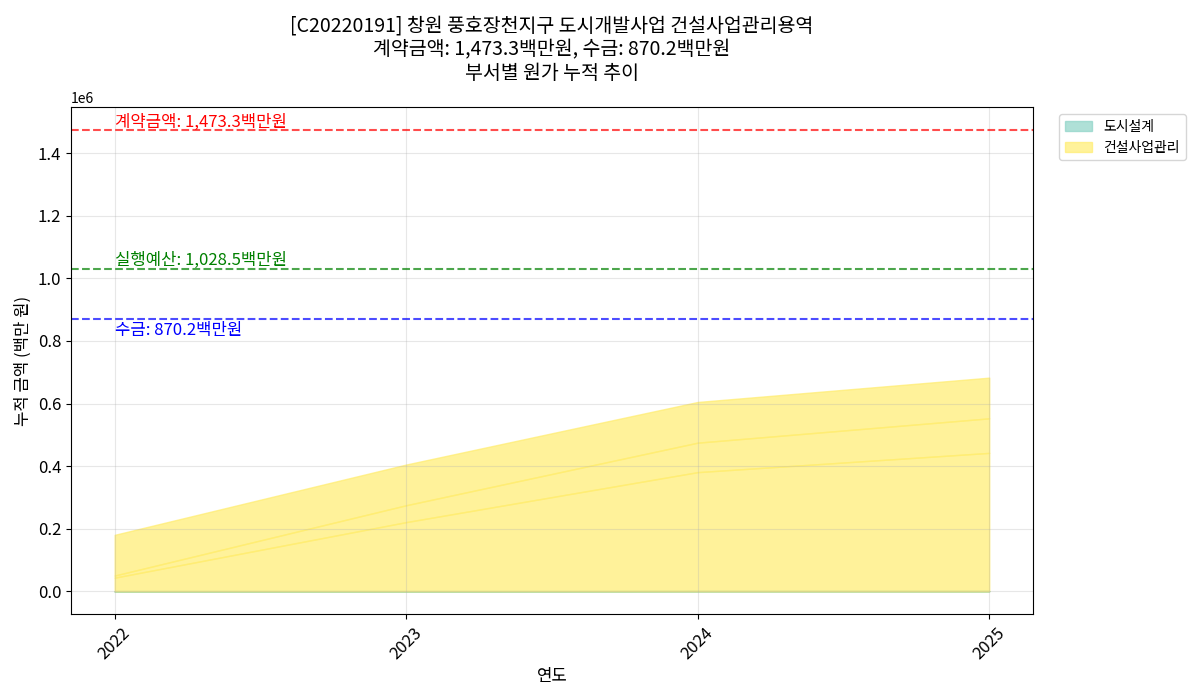 [C20220191] 창원 풍호장천지구 도시개발사업 건설사업관리용역
계약금액: 1,473.3백만원, 수금: 870.2백만원
부서별 원가 누적 추이
1e6
계약금액: 1,473.3백만원
실행예산: 1,028.5백만원
수금: 870.2백만원
도시설계
건설사업관리
1.4
1.2
1.0
0.8
0.6
0.4
0.2
0.0
누적 금액 (백만 원)
2022
2023
2024
2025
연도